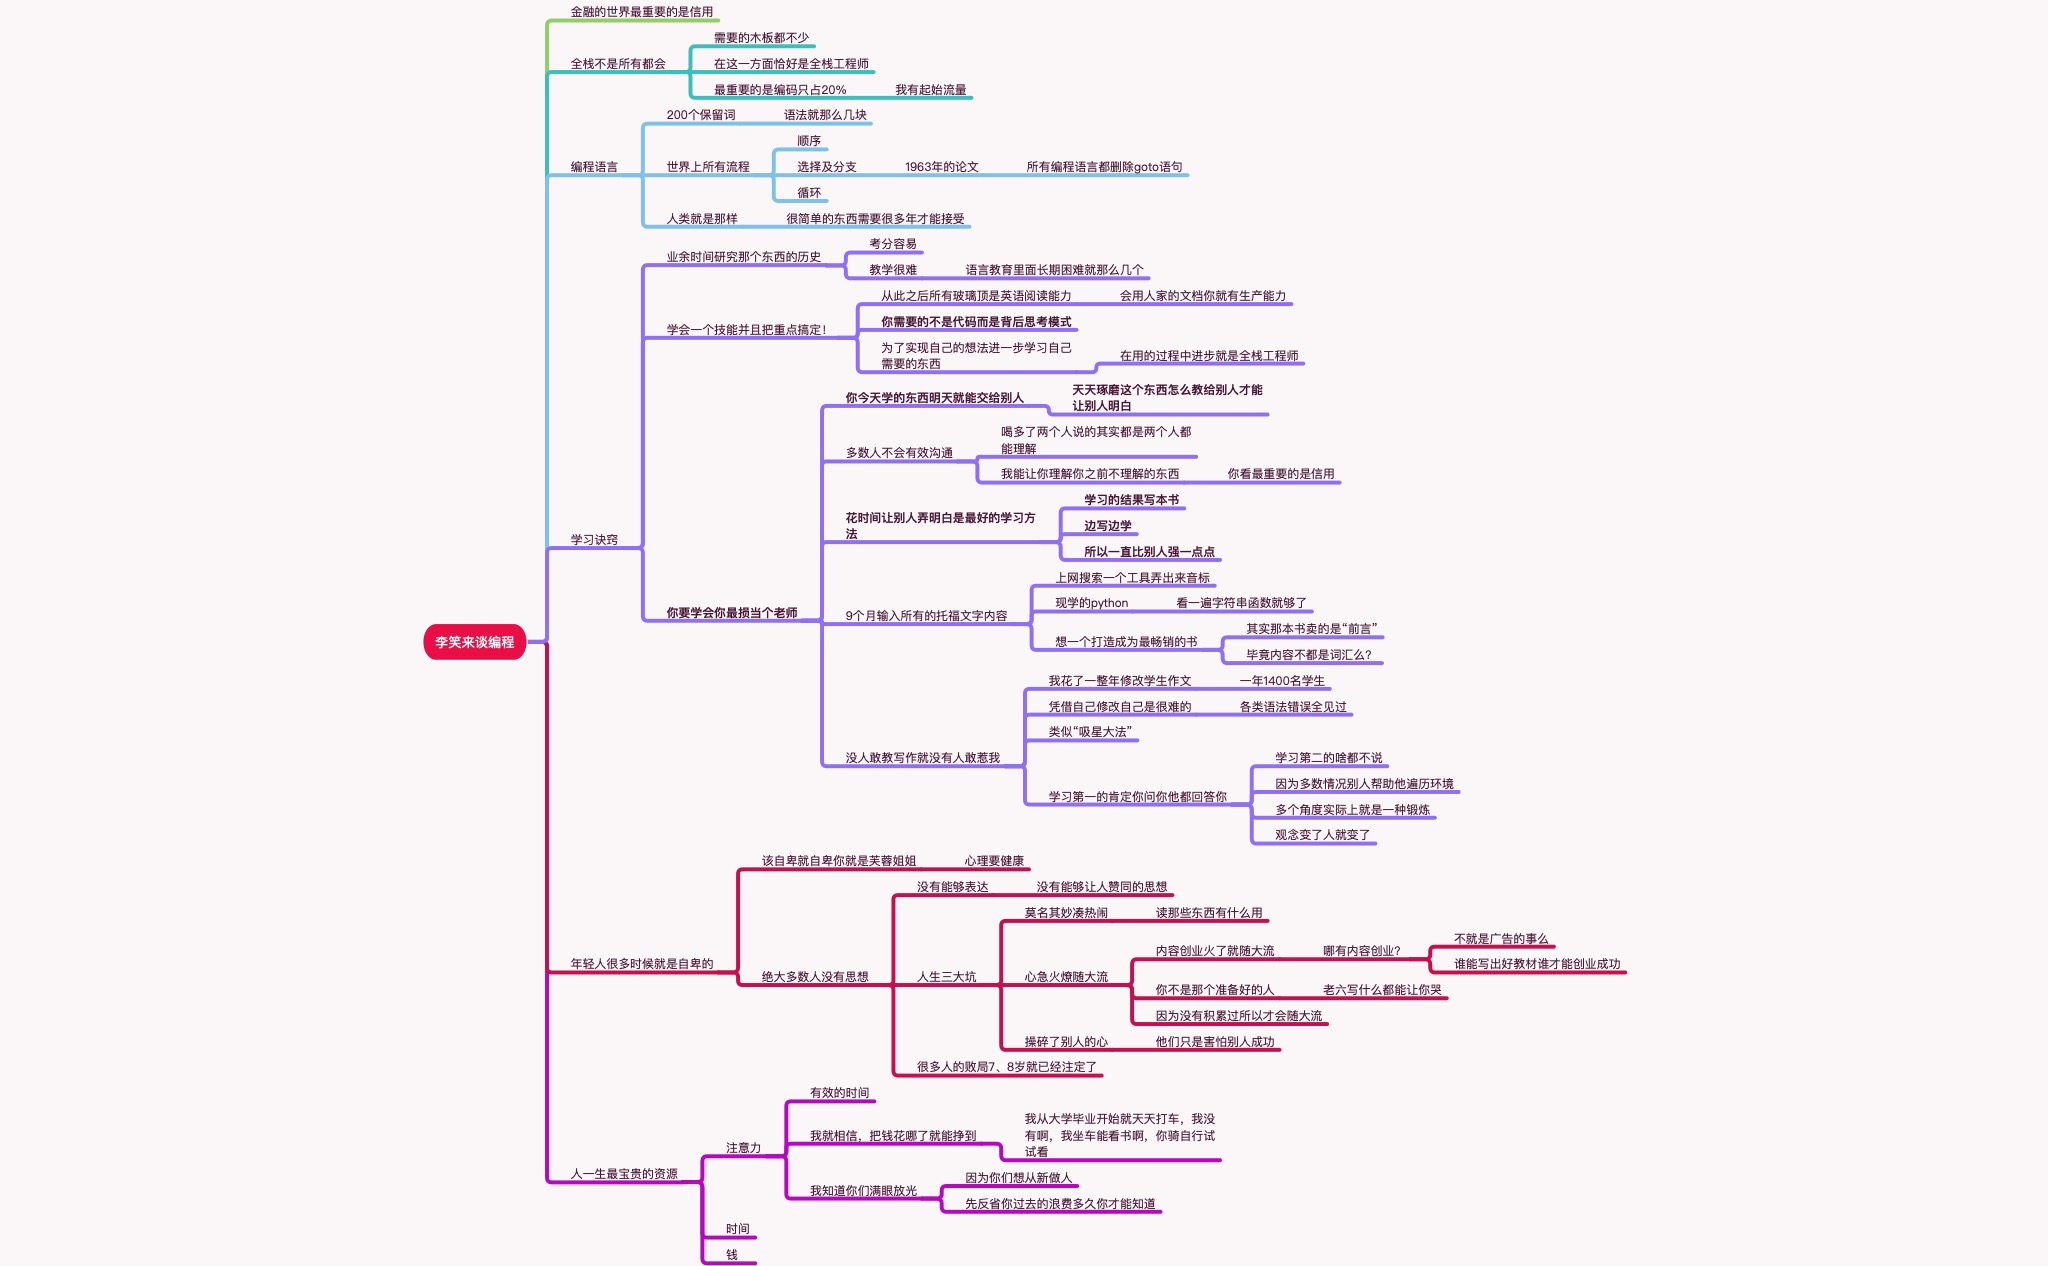 金融的世界最重要的是信用
需要的木板都不少
全栈不是所有都会
在这一方面恰好是全栈工程师
最重要的是编码只占20%
我有起始流量
200个保留词
语法就那么几块
顺序
编程语言
世界上所有流程
选择及分支
1963年的论文
所有编程语言都删除goto语句
循环
人类就是那样
很简单的东西需要很多年才能接受
考分容易
业余时间研究那个东西的历史
教学很难
语言教育里面长期困难就那么几个
从此之后所有玻璃顶是英语阅读能力
会用人家的文档你就有生产能力
你需要的不是代码而是背后思考模式
学会一个技能并且把重点搞定！
为了实现自己的想法进一步学习自己
需要的东西
在用的过程中进步就是全栈工程师
你今天学的东西明天就能交给别人
天天琢磨这个东西怎么教给别人才能
让别人明白
喝多了两个人说的其实都是两个人都
能理解
多数人不会有效沟通
我能让你理解你之前不理解的东西
你看最重要的是信用
学习的结果写本书
花时间让别人弄明白是最好的学习方
法
边写边学
所以一直比别人强一点点
学习诀窍
上网搜索一个工具弄出来音标
现学的python
看一遍字符串函数就够了
你要学会你最损当个老师
9个月输入所有的托福文字内容
其实那本书卖的是“前言”
想一个打造成为最畅销的书
毕竟内容不都是词汇么？
李笑来谈编程
我花了一整年修改学生作文
一年1400名学生
凭借自己修改自己是很难的
各类语法错误全见过
类似“吸星大法”
没人敢教写作就没有人敢惹我
学习第二的啥都不说
因为多数情况别人帮助他遍历环境
学习第一的肯定你问你他都回答你
多个角度实际上就是一种锻炼
观念变了人就变了
该自卑就自卑你就是芙蓉姐姐
心理要健康
没有能够表达
没有能够让人赞同的思想
莫名其妙凑热闹
读那些东西有什么用
不就是广告的事么
内容创业火了就随大流
哪有内容创业？
谁能写出好教材谁才能创业成功
年轻人很多时候就是自卑的
绝大多数人没有思想
人生三大坑
心急火燎随大流
你不是那个准备好的人
老六写什么都能让你哭
因为没有积累过所以才会随大流
操碎了别人的心
他们只是害怕别人成功
很多人的败局7、8岁就已经注定了
有效的时间
我从大学毕业开始就天天打车，我没
有啊，我坐车能看书啊，你骑自行试
试看
我就相信，把钱花哪了就能挣到
注意力
人一生最宝贵的资源
因为你们想从新做人
我知道你们满眼放光
先反省你过去的浪费多久你才能知道
时间
钱